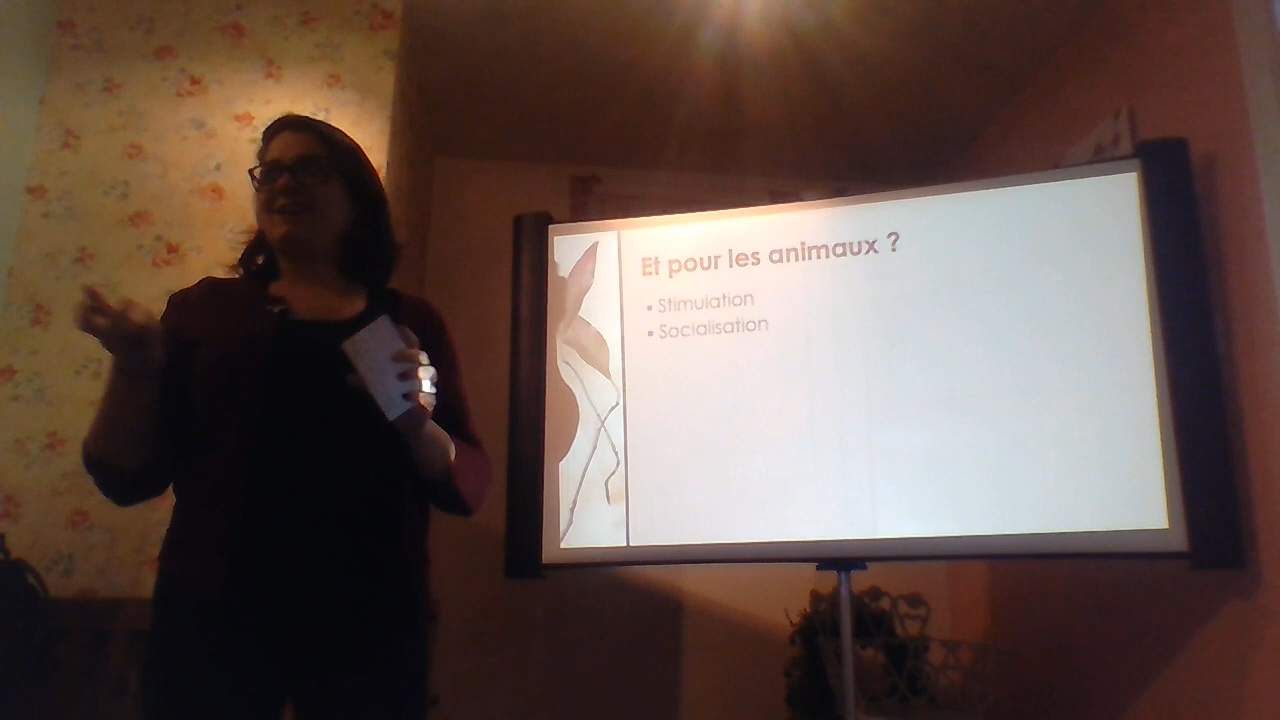 Et pour les animaux ?
• Stimulation
• Socialisation